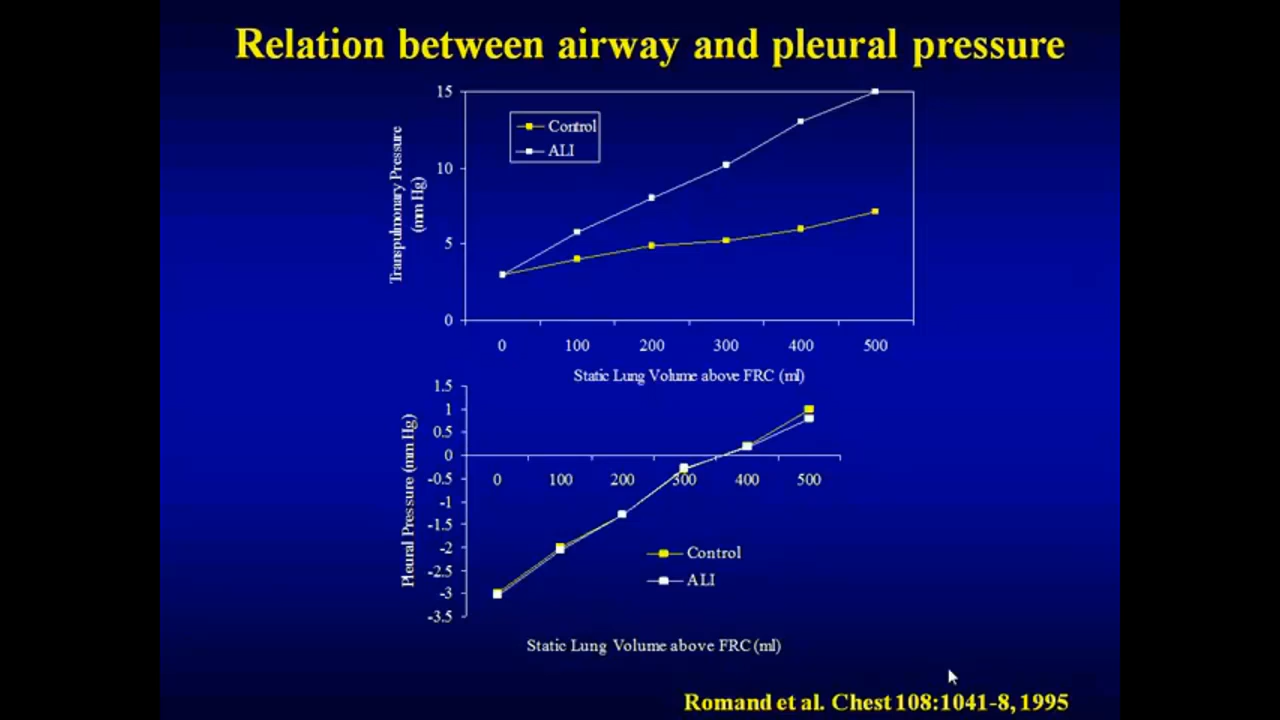 Relation between airway and pleural pressure
Transpulmonary Pressure
(mm Hg)
15
10
5
0
Control
ALI
0 100 200 300 400 500
Static Lung Volume above FRC (ml)
Pleural Pressure (mm Hg)
1.5
1
0.5
0
-0.5
-1
-1.5
-2
-2.5
-3
-3.5
0 100 200 300 400 500
Control
ALI
Static Lung Volume above FRC (ml)
Romand et al. Chest 108:1041-8, 1995